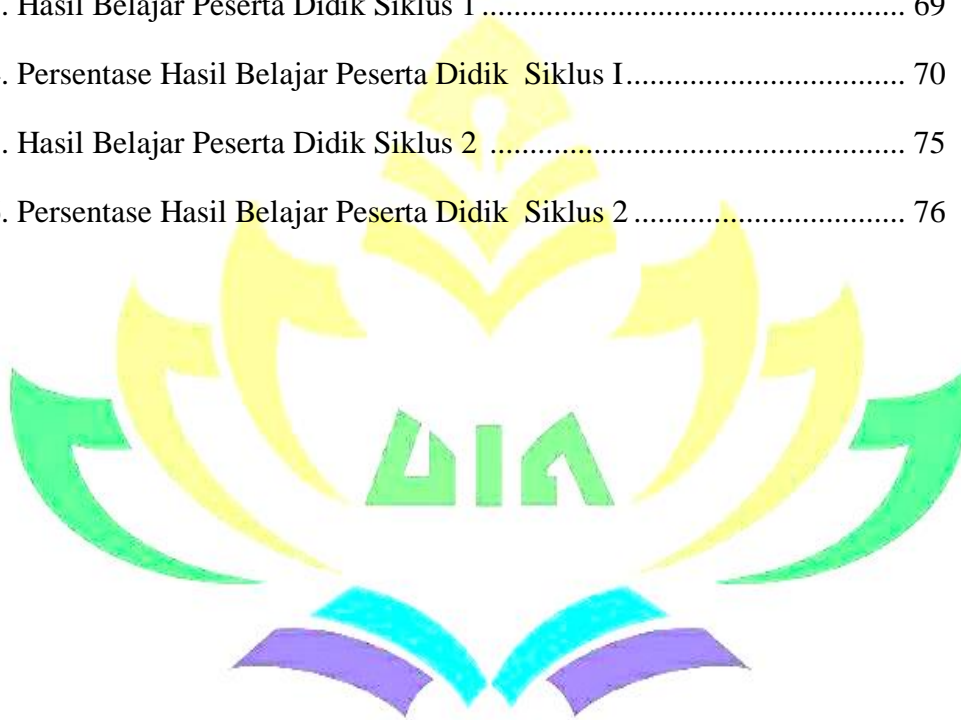 . Hasil Belajar Peserta Didik Siklus 1 ..................................................... 69
. Persentase Hasil Belajar Peserta Didik Siklus I................................... 70
. Hasil Belajar Peserta Didik Siklus 2 .................................................... 75
. Persentase Hasil Belajar Peserta Didik Siklus 2 .................................. 76